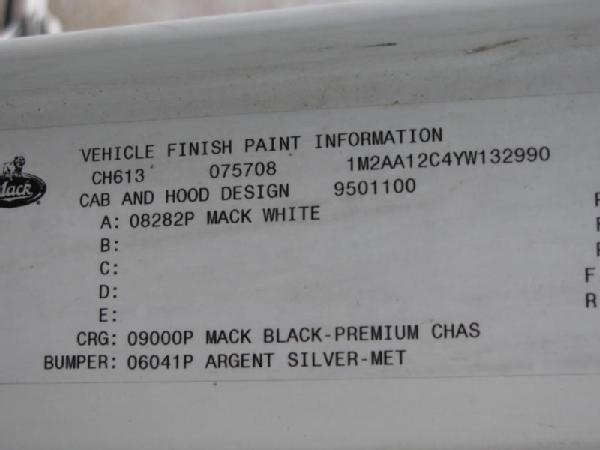 VEHICLE FINISH PAINT INFORMATION
CH613 075708 1M2AA12C4YW132990
CAB AND HOOD DESIGN 9501100
Mack
A: 08282P MACK WHITE
B:
C:
D:
E:
F
R
CRG: 09000P MACK BLACK-PREMIUM CHAS
BUMPER: 06041P ARGENT SILVER-MET